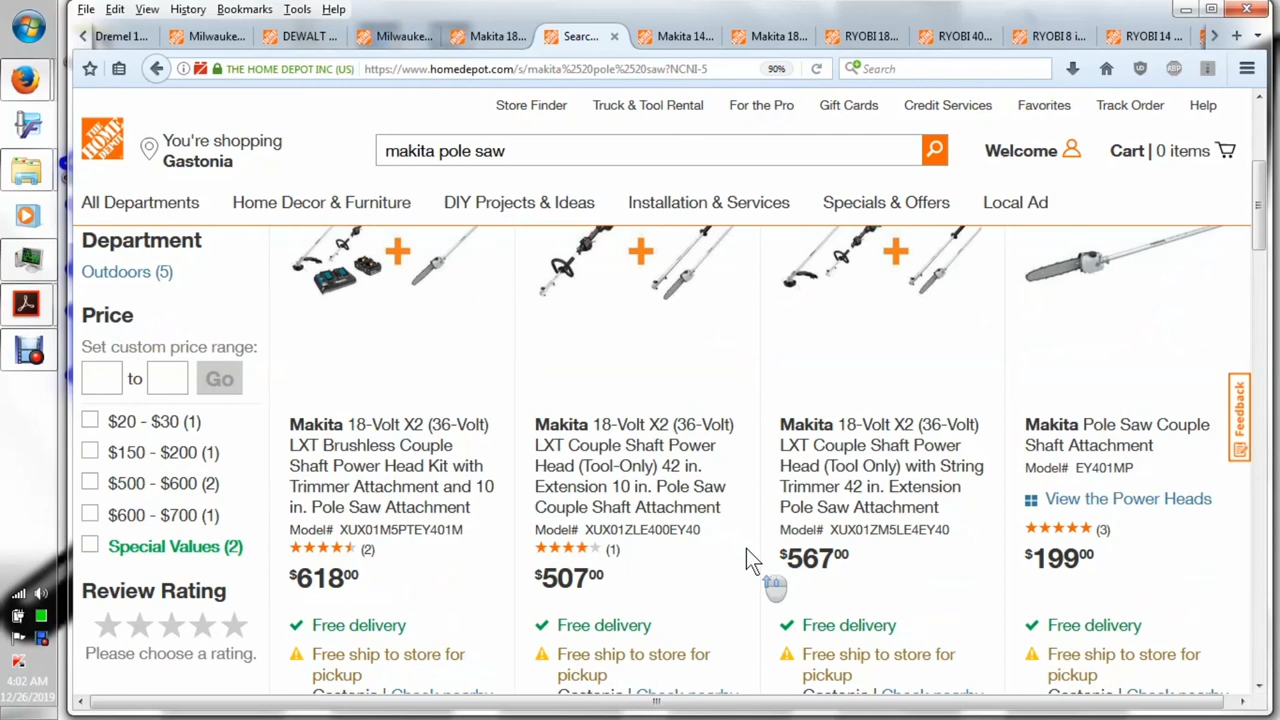 File Edit View History Bookmarks Tools Help
Dremel 1... Milwauke... DEWALT ... Milwauke... Makita 18... Searc... Makita 14... Makita 18... RYOBI 18... RYOBI 40... RYOBI 8 i... RYOBI 14 ...
THE HOME DEPOT INC (US) https://www.homedepot.com/s/makita%2520pole%2520saw?NCNI-5 90% Search
Store Finder Truck & Tool Rental For the Pro Gift Cards Credit Services Favorites Track Order Help
THE HOME DEPOT
You're shopping
Gastonia
makita pole saw
Welcome
Cart | 0 items
All Departments Home Decor & Furniture DIY Projects & Ideas Installation & Services Specials & Offers Local Ad
Department
Outdoors (5)
Price
Set custom price range:
to Go
$20 - $30 (1)
$150 - $200 (1)
$500 - $600 (2)
$600 - $700 (1)
Special Values (2)
Review Rating
Please choose a rating.
Makita 18-Volt X2 (36-Volt)
LXT Brushless Couple
Shaft Power Head Kit with
Trimmer Attachment and 10
in. Pole Saw Attachment
Model# XUX01M5PTEY401M
(2)
$618 00
Free delivery
Free ship to store for
pickup
Gastonia | Check nearby
Makita 18-Volt X2 (36-Volt)
LXT Couple Shaft Power
Head (Tool-Only) 42 in.
Extension 10 in. Pole Saw
Couple Shaft Attachment
Model# XUX01ZLE400EY40
(1)
$507 00
Free delivery
Free ship to store for
pickup
Gastonia | Check nearby
Makita 18-Volt X2 (36-Volt)
LXT Couple Shaft Power
Head (Tool Only) with String
Trimmer 42 in. Extension
Pole Saw Attachment
Model# XUX01ZM5LE4EY40
$567 00
Free delivery
Free ship to store for
pickup
Gastonia | Check nearby
Makita Pole Saw Couple
Shaft Attachment
Model# EY401MP
View the Power Heads
(3)
$199 00
Free delivery
Free ship to store for
pickup
Gastonia | Check nearby
Feedback
4:02 AM
12/26/2019